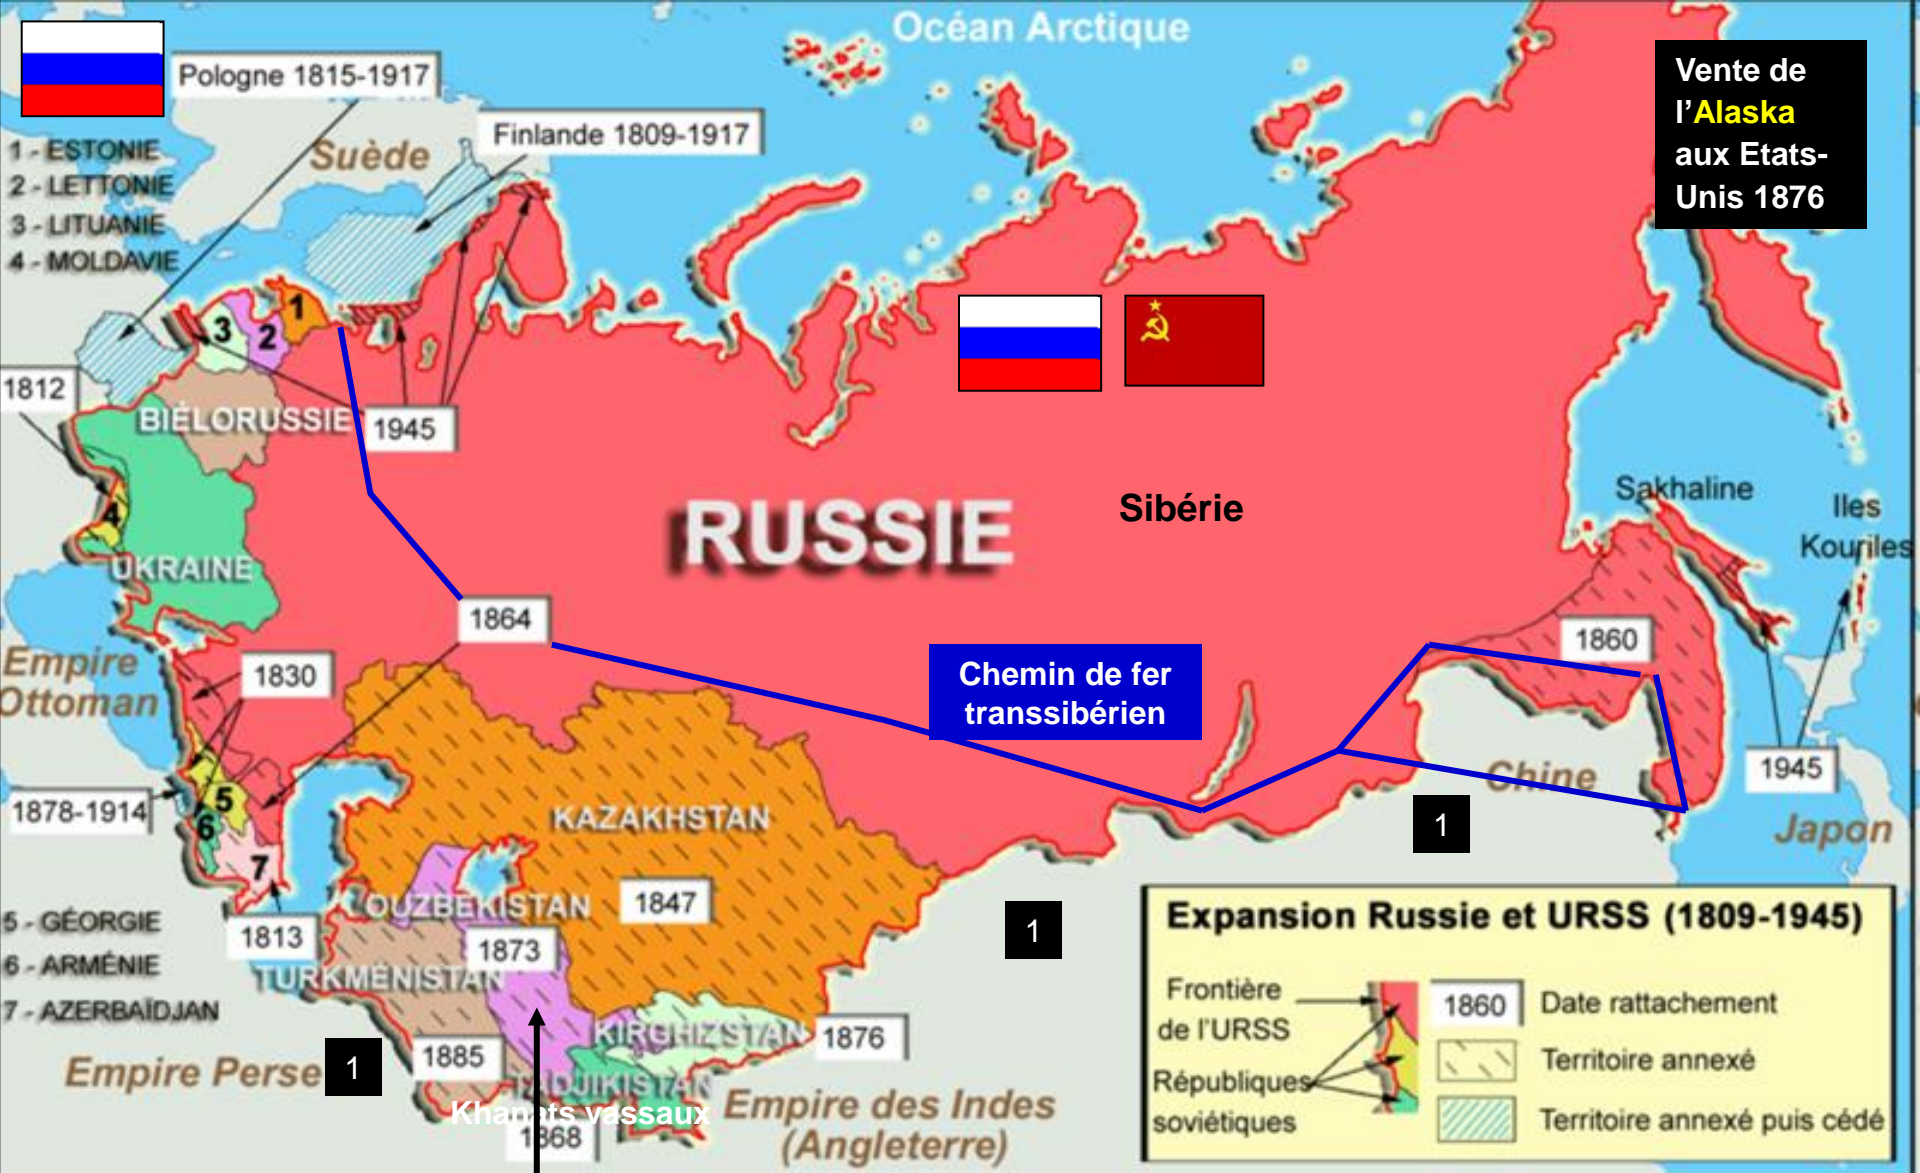 Océan Arctique
Vente de
l'Alaska
aux Etats-
Unis 1876
Pologne 1815-1917
Finlande 1809-1917
Suède
1 - ESTONIE
2 - LETTONIE
3 - LITUANIE
4 - MOLDAVIE
1
2
3
1812
BIÉLORUSSIE
1945
4
UKRAINE
RUSSIE
Sibérie
Sakhaline
Iles
Kouriles
1864
1860
Empire
Ottoman
1830
Chemin de fer
transsibérien
1945
Chine
Japon
1878-1914
5
6
7
KAZAKHSTAN
1
1847
OUZBÉKISTAN
1
1813
1873
TURKMÉNISTAN
5 - GÉORGIE
6 - ARMÉNIE
7 - AZERBAÏDJAN
KIRGHIZSTAN
1876
1885
Empire Perse
1
TADJIKISTAN
Khanats vassaux
1868
Empire des Indes
(Angleterre)
Expansion Russie et URSS (1809-1945)
Frontière
de l'URSS
1860
Date rattachement
Territoire annexé
Républiques
soviétiques
Territoire annexé puis cédé